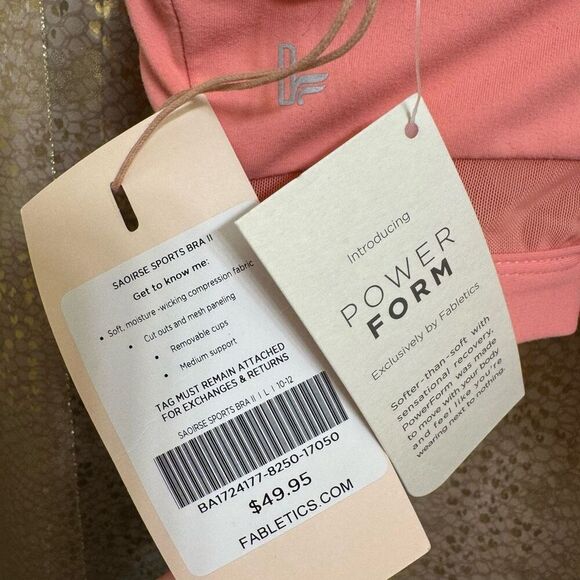 SAOIRSE SPORTS BRA II
Get to know me:
• Soft, moisture -wicking compression fabric
• Cut outs and mesh paneling
• Removable cups
• Medium support
TAG MUST REMAIN ATTACHED
FOR EXCHANGES & RETURNS
SAOIRSE SPORTS BRA II | L | 10-12
BA1724177-8250-17050
$49.95
FABLETICS.COM
Introducing
POWER
FORM
Exclusively by Fabletics
Softer-than-soft with
sensational recovery,
PowerForm was made
to move with your body
and feel like you're
wearing next to nothing.